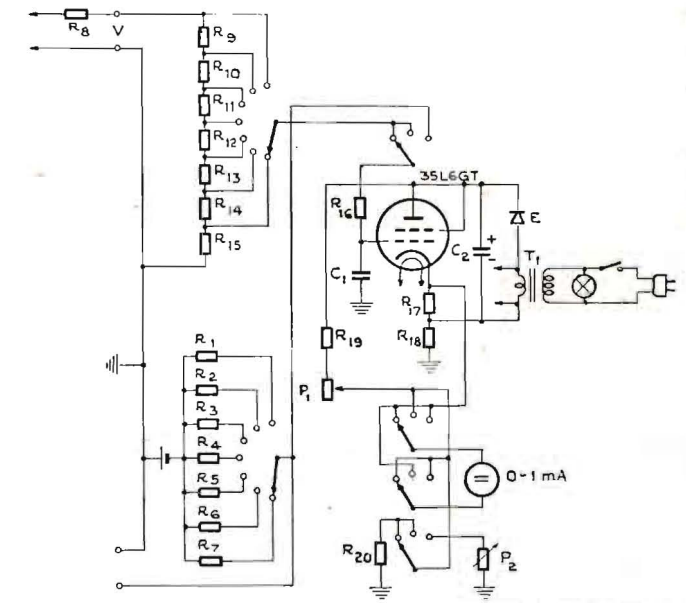 R8 V
R9
R10
R11
R12
R13
R14
R15
35L6GT
R16
C1
C2 + -
E
T1
R17
R18
R19
P1
R1
R2
R3
R4
R5
R6
R7
0-1 mA
R20
P2